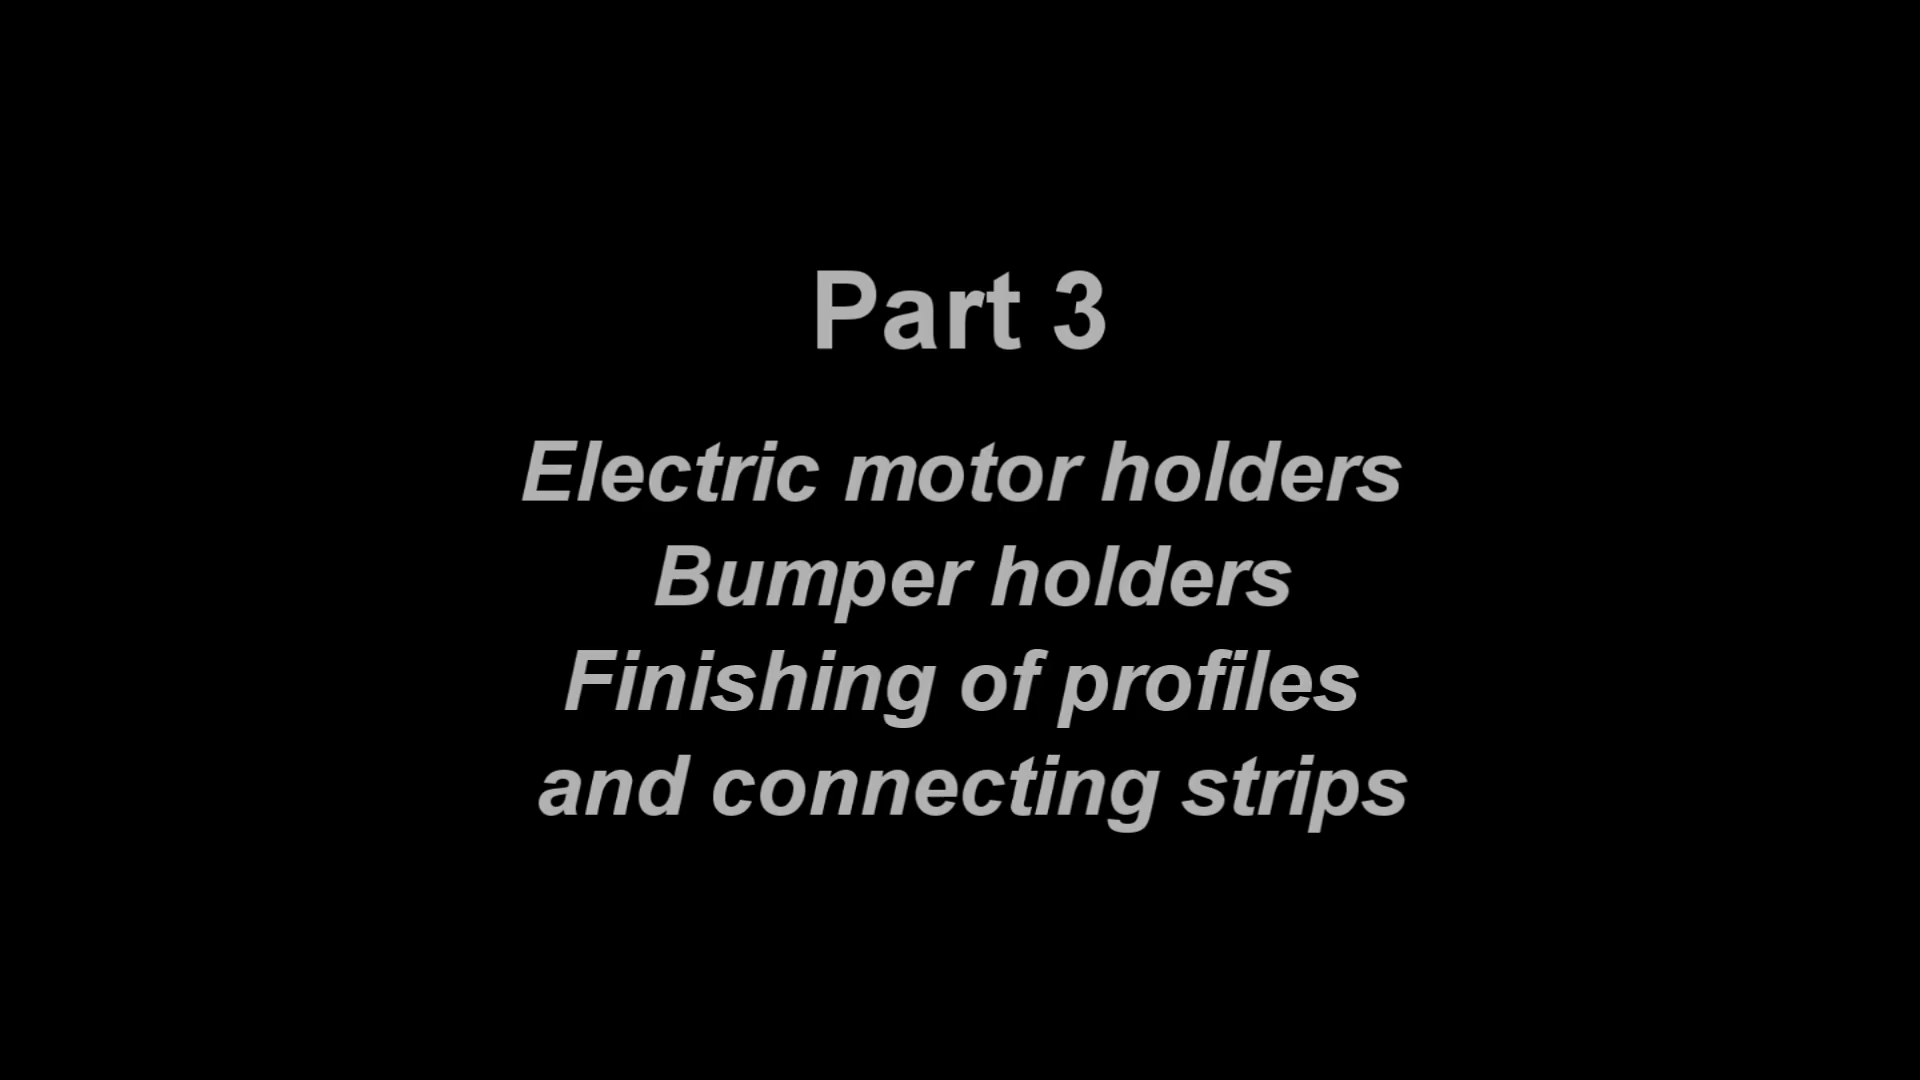 Part 3
Electric motor holders
Bumper holders
Finishing of profiles
and connecting strips